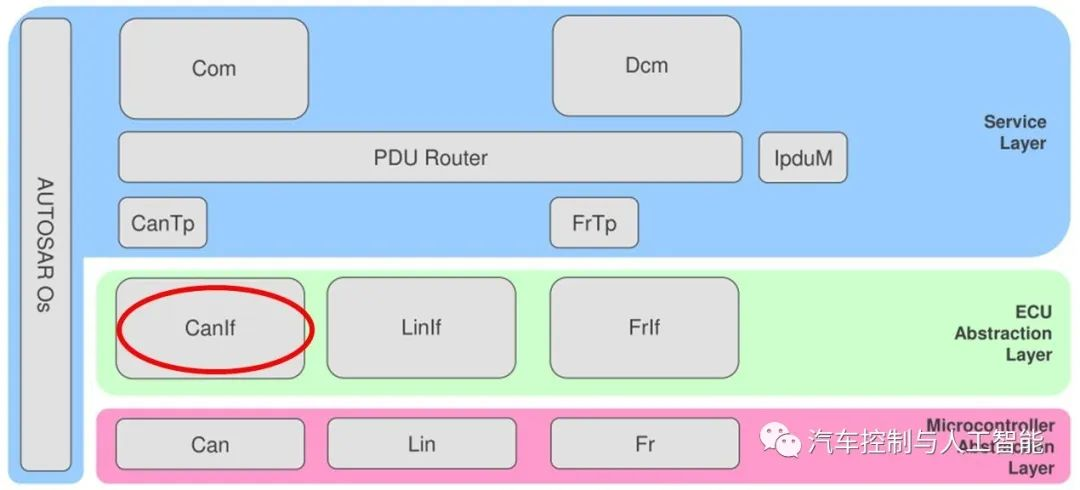 AUTOSAR Os
Com
Dcm
Service
Layer
PDU Router
IpduM
CanTp
FrTp
CanIf
LinIf
FrIf
ECU
Abstraction
Layer
Can
Lin
Fr
Microcontroller
Abstraction
Layer
汽车控制与人工智能